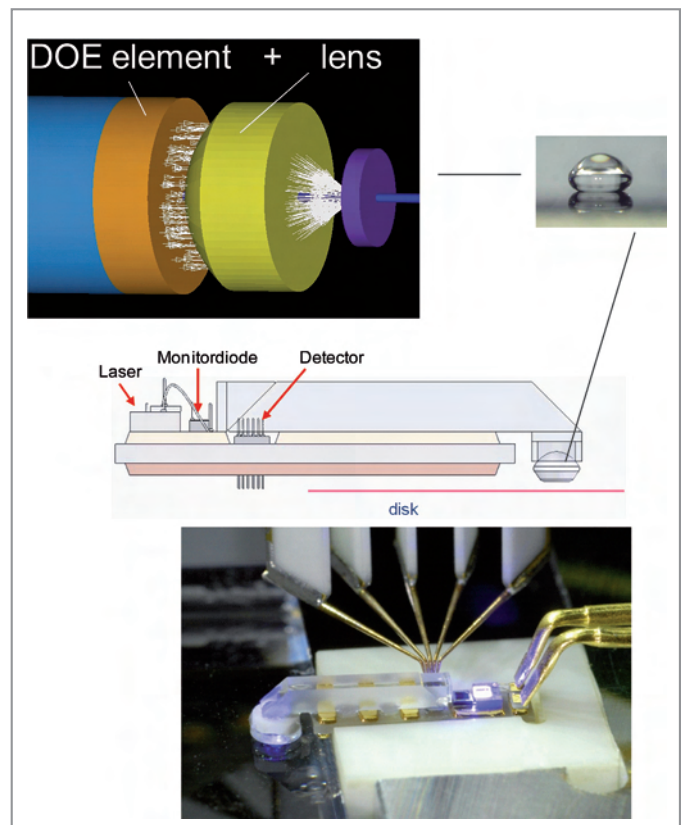 DOE element + lens
Monitordiode
Detector
Laser
disk